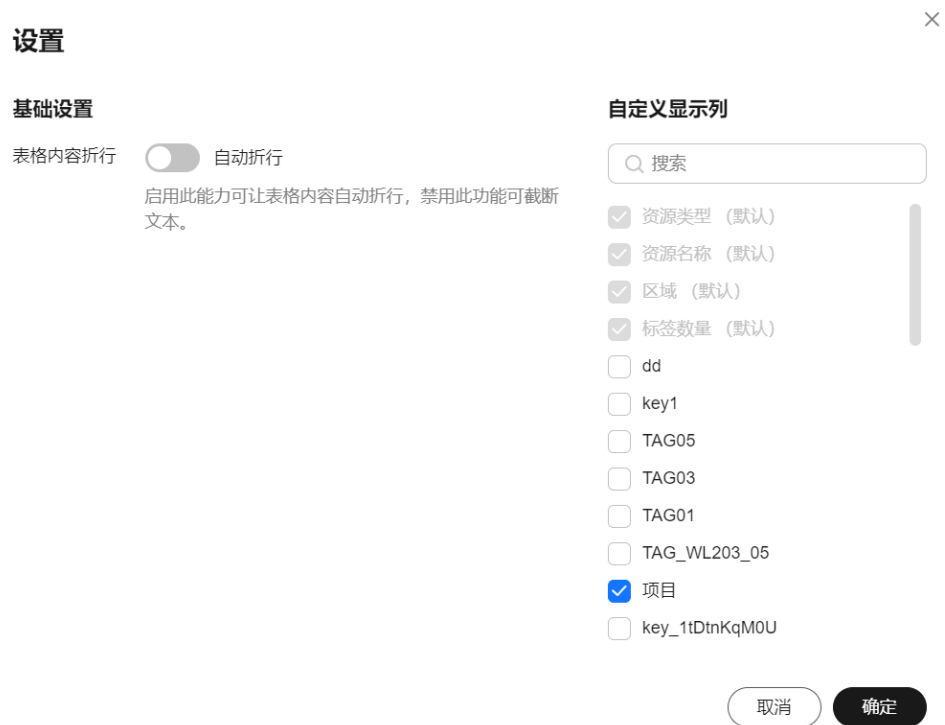 设置
基础设置
表格内容折行
自动折行
启用此能力可让表格内容自动折行，禁用此功能可截断
文本。
自定义显示列
搜索
资源类型 （默认）
资源名称 （默认）
区域 （默认）
标签数量 （默认）
dd
key1
TAG05
TAG03
TAG01
TAG_WL203_05
项目
key_1tDtnKqM0U
取消
确定